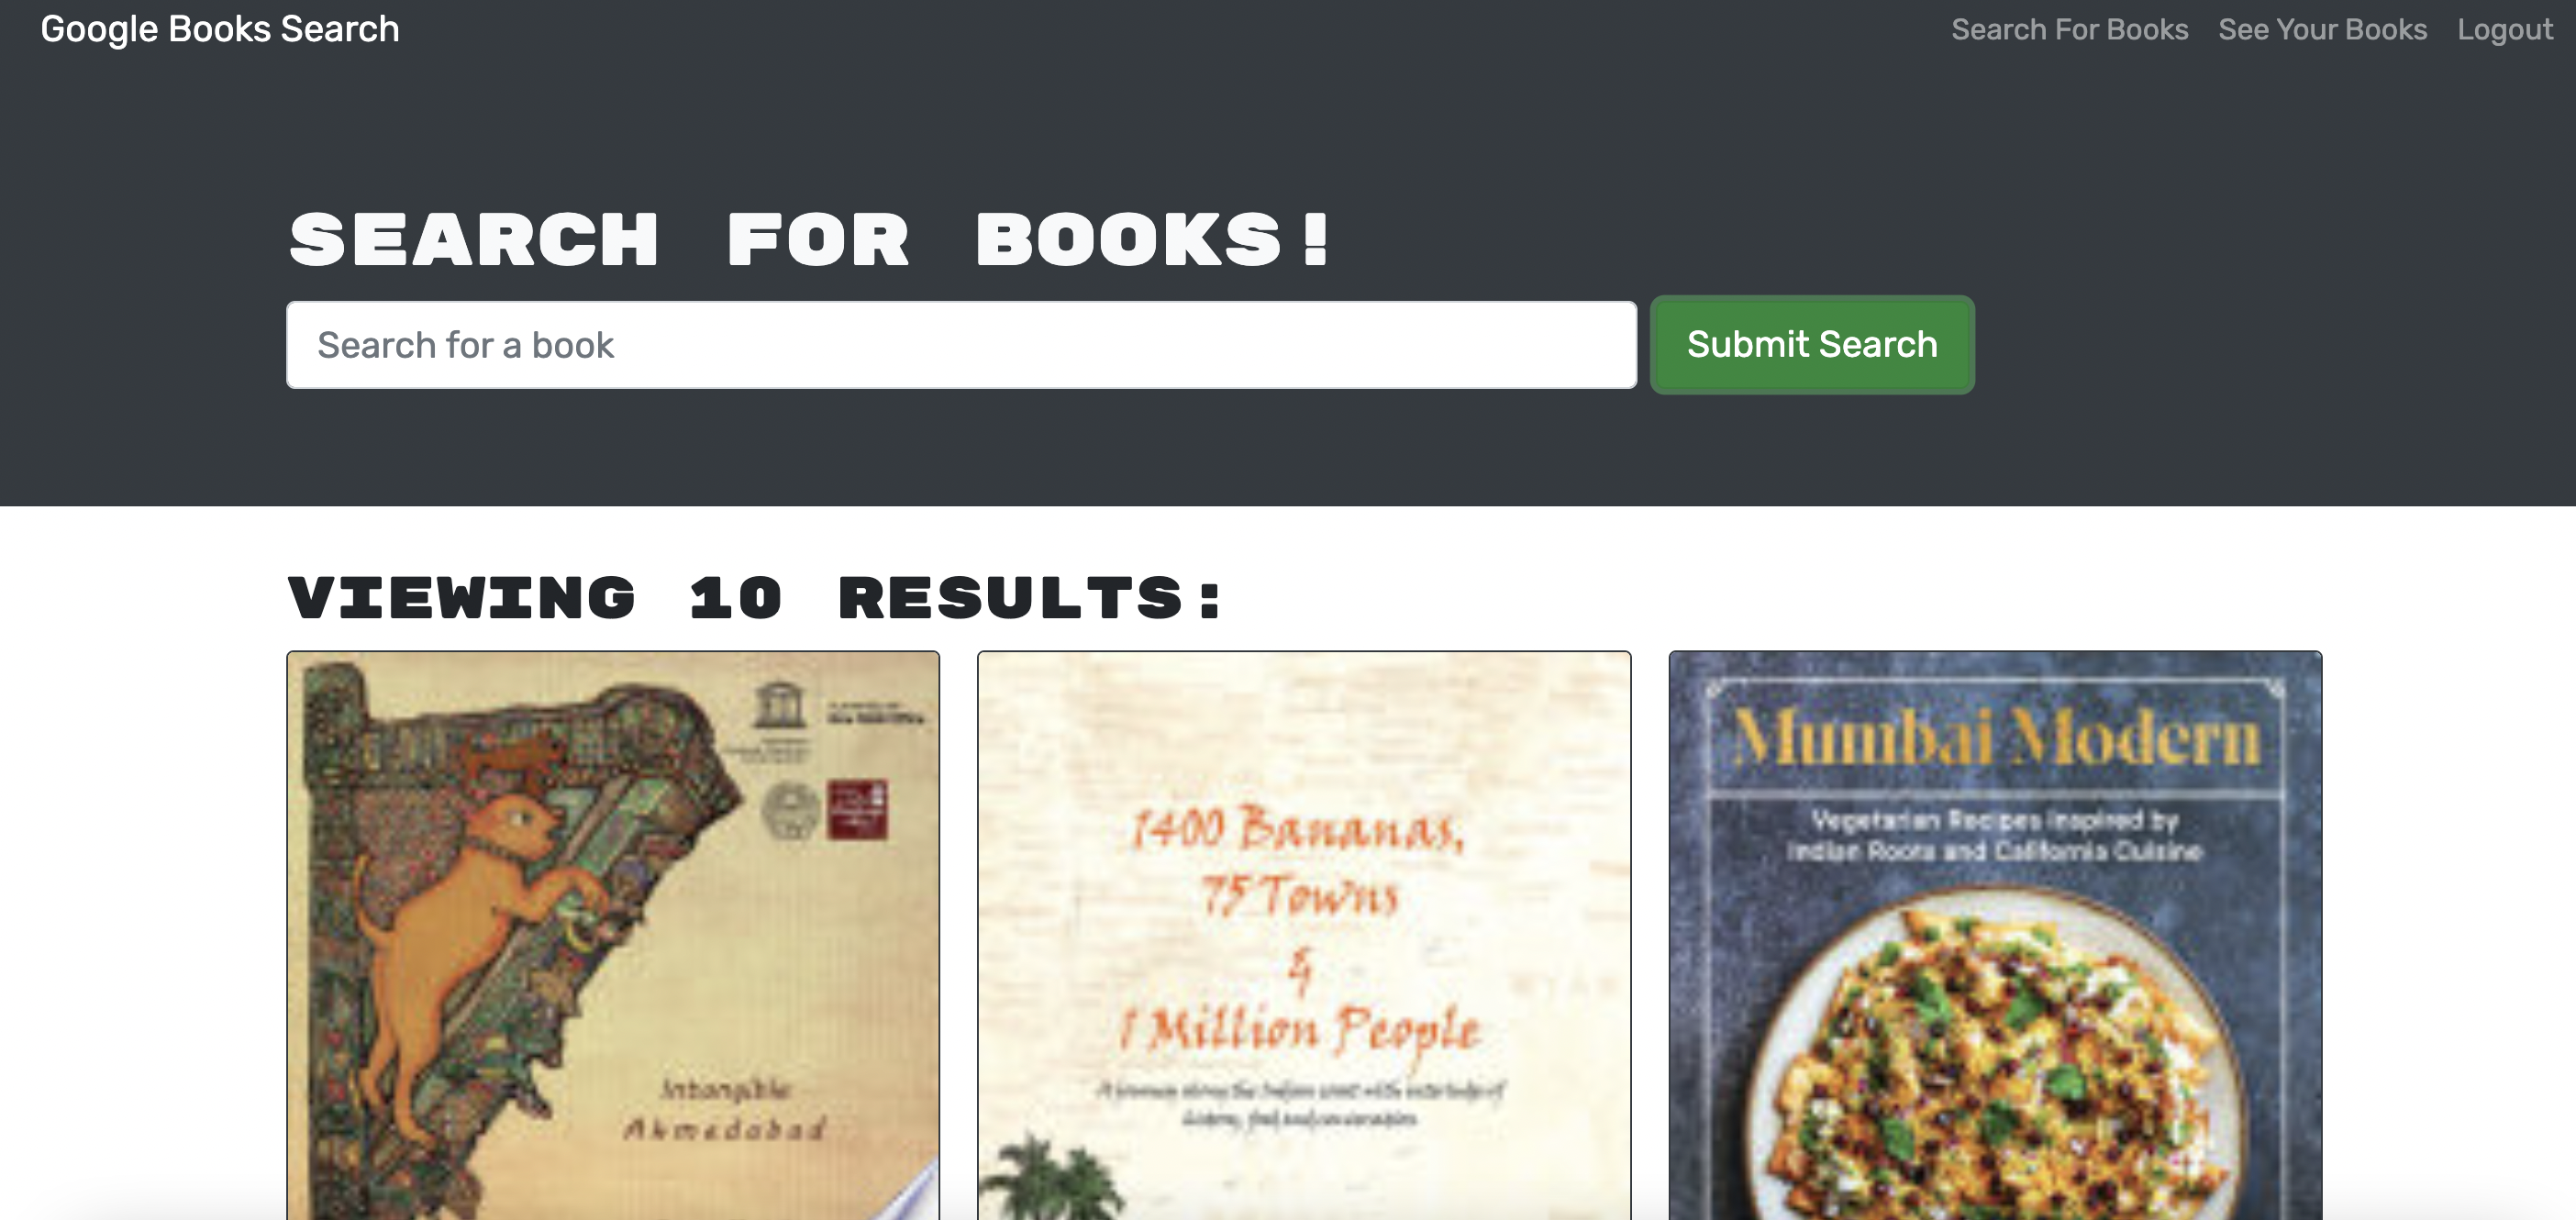 Google Books Search
Search For Books
See Your Books
Logout
SEARCH FOR BOOKS!
Search for a book
Submit Search
VIEWING 10 RESULTS:
Intangible
Ahmedabad
1400 Bananas,
75 Towns
&
1 Million People
Mumbai Modern
Vegetarian Recipes Inspired by
Indian Roots and California Cuisine